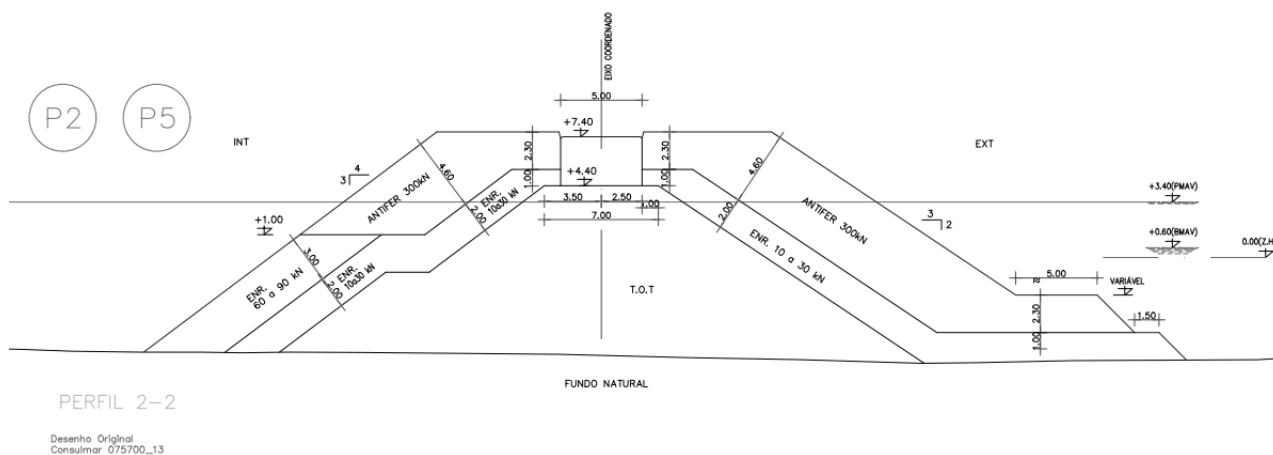 EIXO COORDENADO
5.00
P2
P5
INT
EXT
+7.40
2.30
1.00
2.30
1.00
4
3
4.60
4.60
ANTIFER 300kN
ENR.
10a30 kN
+4.40
3.50
2.50
1.00
7.00
2.00
2.00
ANTIFER 300kN
3
2
+3.40(PMAV)
+1.00
+0.60(BMAV)
0.00(Z.H
3.00
ENR.
60 a 90 kN
ENR.
10a30 kN
2.00
ENR. 10 a 30 kN
T.O.T
5.00
VARIÁVEL
2.30
1.00
1.50
FUNDO NATURAL
PERFIL 2-2
Desenho Original
Consulmar 075700_13